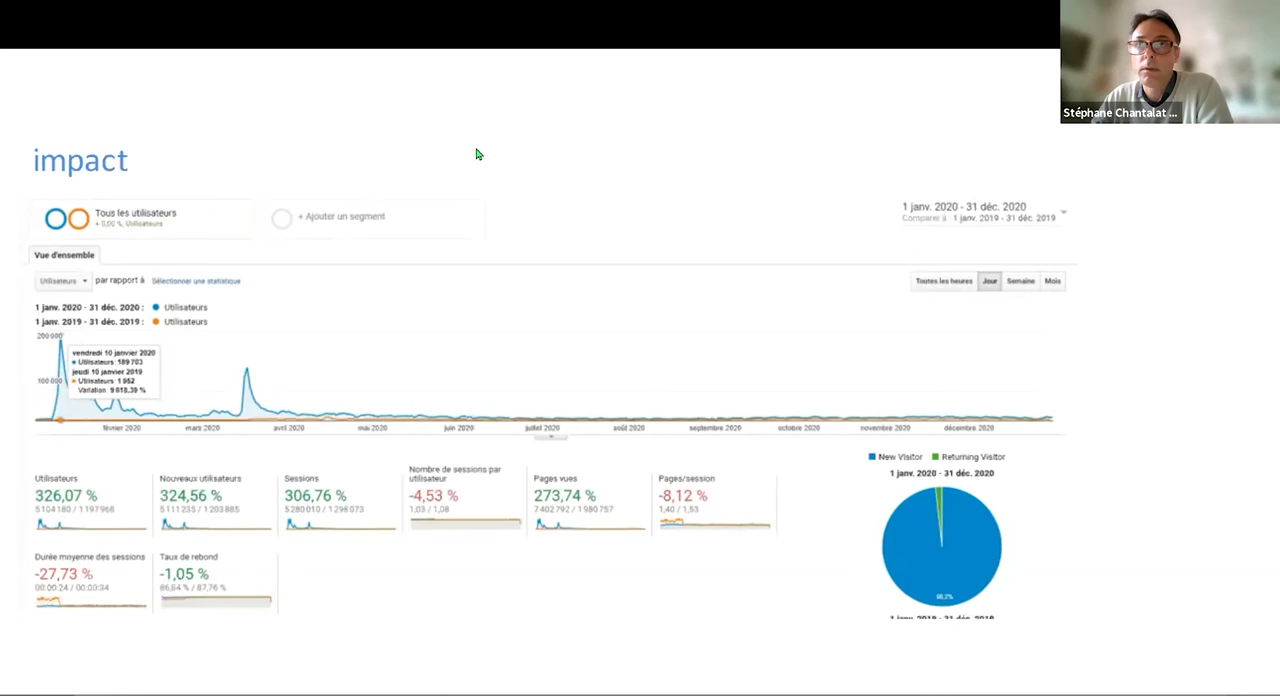 Stéphane Chantalat ...
impact
Tous les utilisateurs
+ 0,00 %, Utilisateurs
+ Ajouter un segment
1 janv. 2020 - 31 déc. 2020
Comparer à : 1 janv. 2019 - 31 déc. 2019
Vue d'ensemble
Utilisateurs par rapport à Sélectionner une statistique
Toutes les heures Jour Semaine Mois
1 janv. 2020 - 31 déc. 2020 : Utilisateurs
1 janv. 2019 - 31 déc. 2019 : Utilisateurs
200 000
100 000
vendredi 10 janvier 2020
Utilisateurs: 189 703
jeudi 10 janvier 2019
Utilisateurs: 1 952
Variation: 9 618,39 %
février 2020 mars 2020 avril 2020 mai 2020 juin 2020 juillet 2020 août 2020 septembre 2020 octobre 2020 novembre 2020 décembre 2020
Utilisateurs
326,07 %
5 104 180 / 1 197 968
Nouveaux utilisateurs
324,56 %
5 111 235 / 1 203 885
Sessions
306,76 %
5 280 010 / 1 298 073
Nombre de sessions par
utilisateur
-4,53 %
1,03 / 1,08
Pages vues
273,74 %
7 402 792 / 1 980 757
Pages/session
-8,12 %
1,40 / 1,53
Durée moyenne des sessions
-27,73 %
00:00:24 / 00:00:34
Taux de rebond
-1,05 %
86,84 % / 87,76 %
New Visitor Returning Visitor
1 janv. 2020 - 31 déc. 2020
98,2%